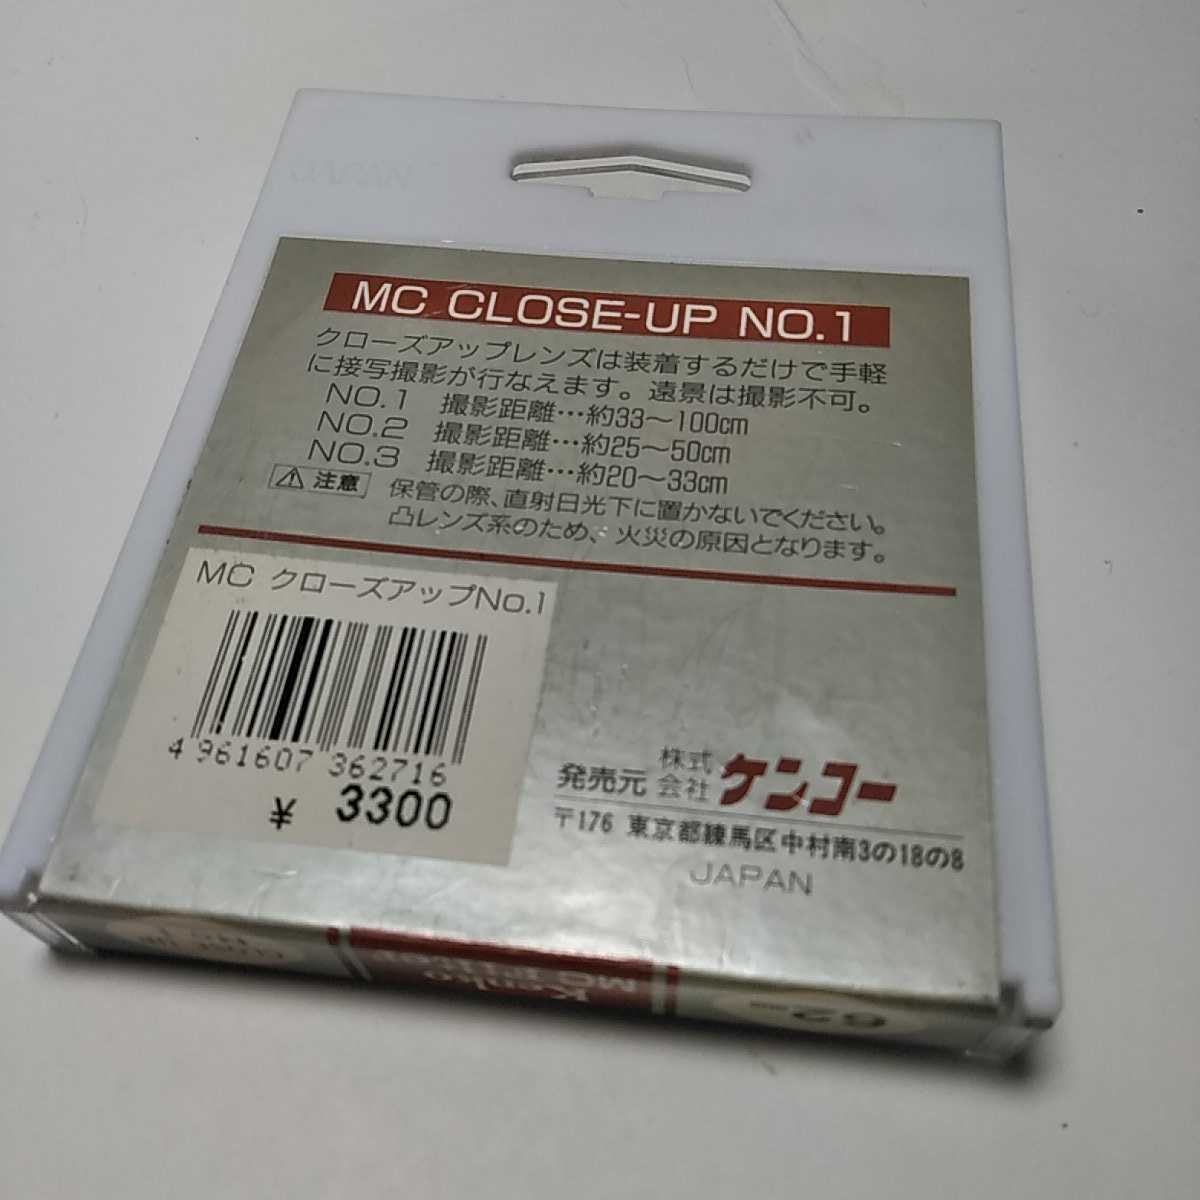 JAPAN
MC CLOSE-UP NO.1
クローズアップレンズは装着するだけで手軽
に接写撮影が行なえます。遠景は撮影不可。
NO.1 撮影距離…約33〜100cm
NO.2 撮影距離…約25〜50cm
NO.3 撮影距離…約20〜33cm
注意 保管の際、直射日光下に置かないでください。
凸レンズ系のため、火災の原因となります。
MC クローズアップNo.1
4 961607 362716
¥ 3300
発売元 株式会社 ケンコー
〒176 東京都練馬区中村南3の18の8
JAPAN
Kenko
62